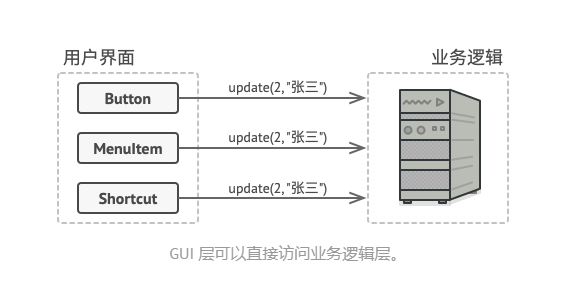 用户界面
业务逻辑
Button
update(2, "张三")
MenuItem
update(2, "张三")
Shortcut
update(2, "张三")
GUI 层可以直接访问业务逻辑层。